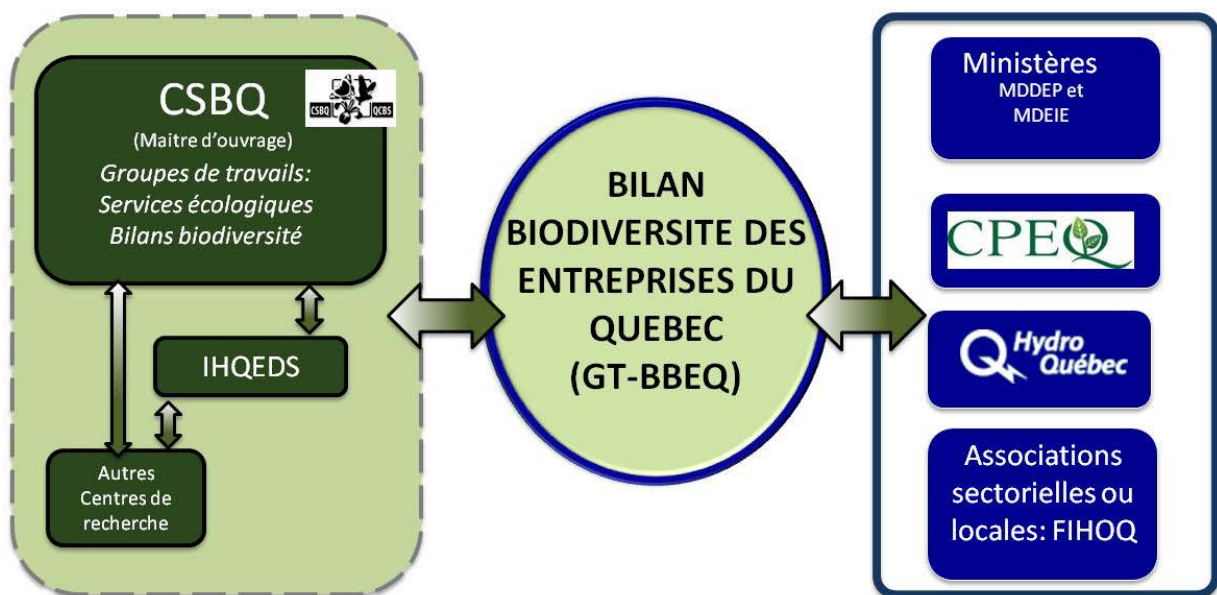 CSBQ
CSBQ QCBS
(Maitre d'ouvrage)
Groupes de travails:
Services écologiques
Bilans biodiversité
IHQEDS
Autres
Centres de
recherche
BILAN
BIODIVERSITE DES
ENTREPRISES DU
QUEBEC
(GT-BBEQ)
Ministères
MDDEP et
MDEIE
CPEQ
Hydro
Québec
Associations
sectorielles ou
locales: FIHOQ